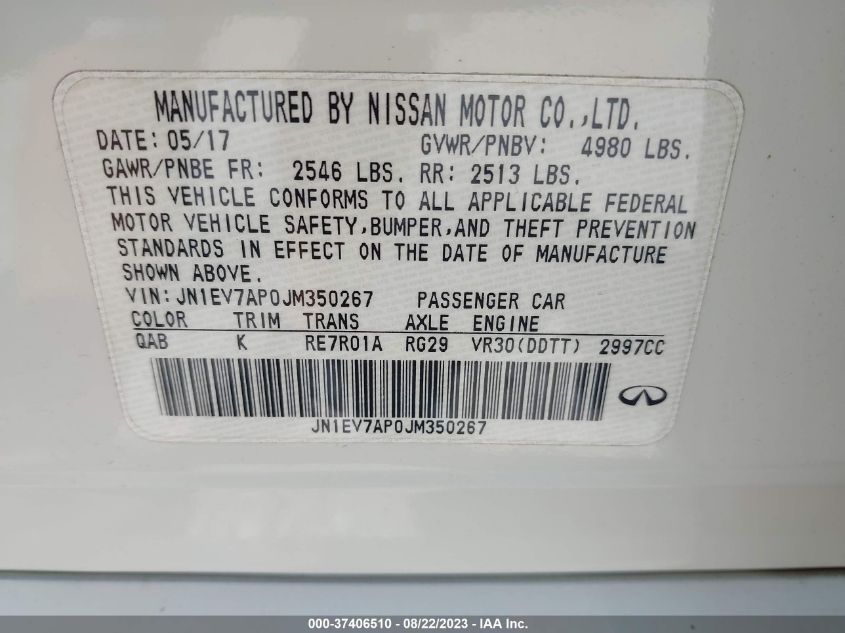 MANUFACTURED BY NISSAN MOTOR CO.,LTD.
DATE: 05/17 GVWR/PNBV: 4980 LBS.
GAWR/PNBE FR: 2546 LBS. RR: 2513 LBS.
THIS VEHICLE CONFORMS TO ALL APPLICABLE FEDERAL
MOTOR VEHICLE SAFETY,BUMPER,AND THEFT PREVENTION
STANDARDS IN EFFECT ON THE DATE OF MANUFACTURE
SHOWN ABOVE.
VIN: JN1EV7AP0JM350267 PASSENGER CAR
COLOR TRIM TRANS AXLE ENGINE
QAB K RE7R01A RG29 VR30(DDTT) 2997CC
JN1EV7AP0JM350267
000-37406510 - 08/22/2023 - IAA Inc.